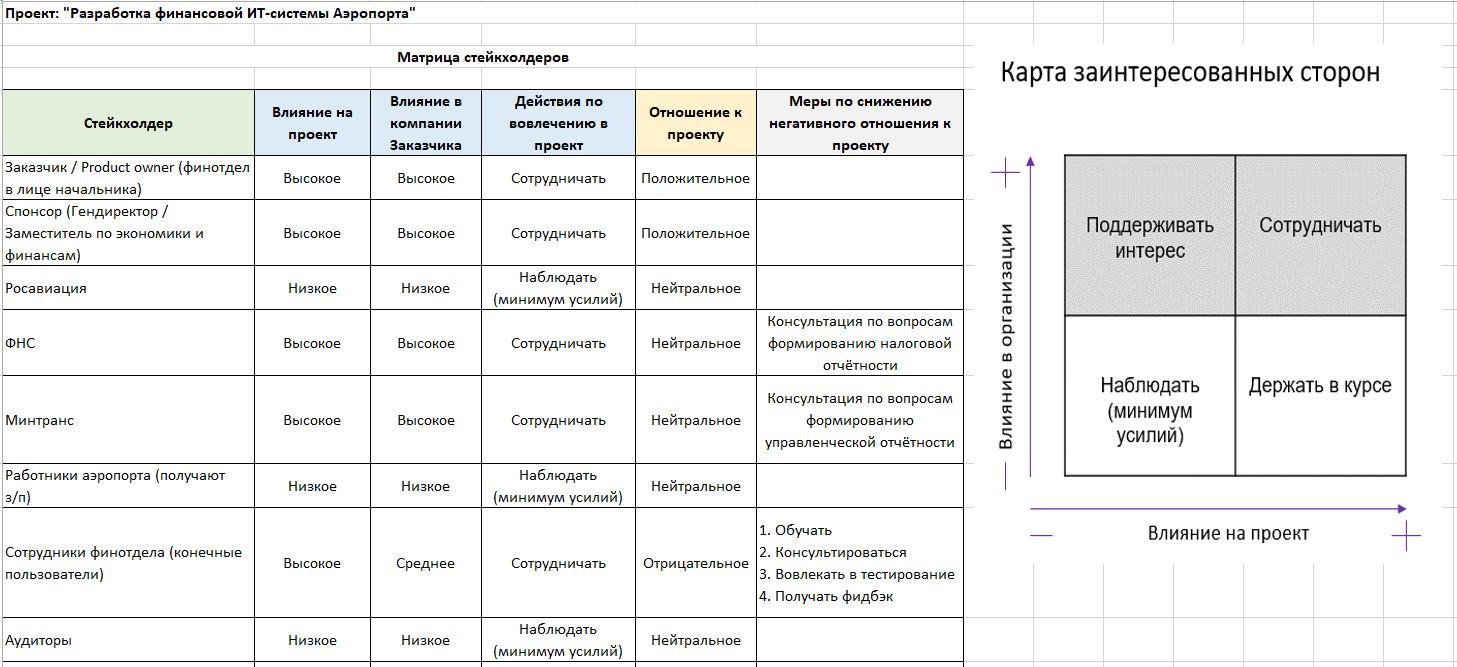 Проект: "Разработка финансовой ИТ-системы Аэропорта"
Матрица стейкхолдеров
Стейкхолдер
Влияние на
проект
Влияние в
компании
Заказчика
Действия по
вовлечению в
проект
Отношение к
проекту
Меры по снижению
негативного отношения к
проекту
Заказчик / Product owner (финотдел
в лице начальника)
Высокое
Высокое
Сотрудничать
Положительное
Спонсор (Гендиректор /
Заместитель по экономики и
финансам)
Высокое
Высокое
Сотрудничать
Положительное
Росавиация
Низкое
Низкое
Наблюдать
(минимум усилий)
Нейтральное
ФНС
Высокое
Высокое
Сотрудничать
Нейтральное
Консультация по вопросам
формированию налоговой
отчётности
Минтранс
Высокое
Высокое
Сотрудничать
Нейтральное
Консультация по вопросам
формированию
управленческой отчётности
Работники аэропорта (получают
з/п)
Низкое
Низкое
Наблюдать
(минимум усилий)
Нейтральное
Сотрудники финотдела (конечные
пользователи)
Высокое
Среднее
Сотрудничать
Отрицательное
1. Обучать
2. Консультироваться
3. Вовлекать в тестирование
4. Получать фидбэк
Аудиторы
Низкое
Низкое
Наблюдать
(минимум усилий)
Нейтральное
Карта заинтересованных сторон
Влияние в организации
Поддерживать
интерес
Сотрудничать
Наблюдать
(минимум
усилий)
Держать в курсе
Влияние на проект